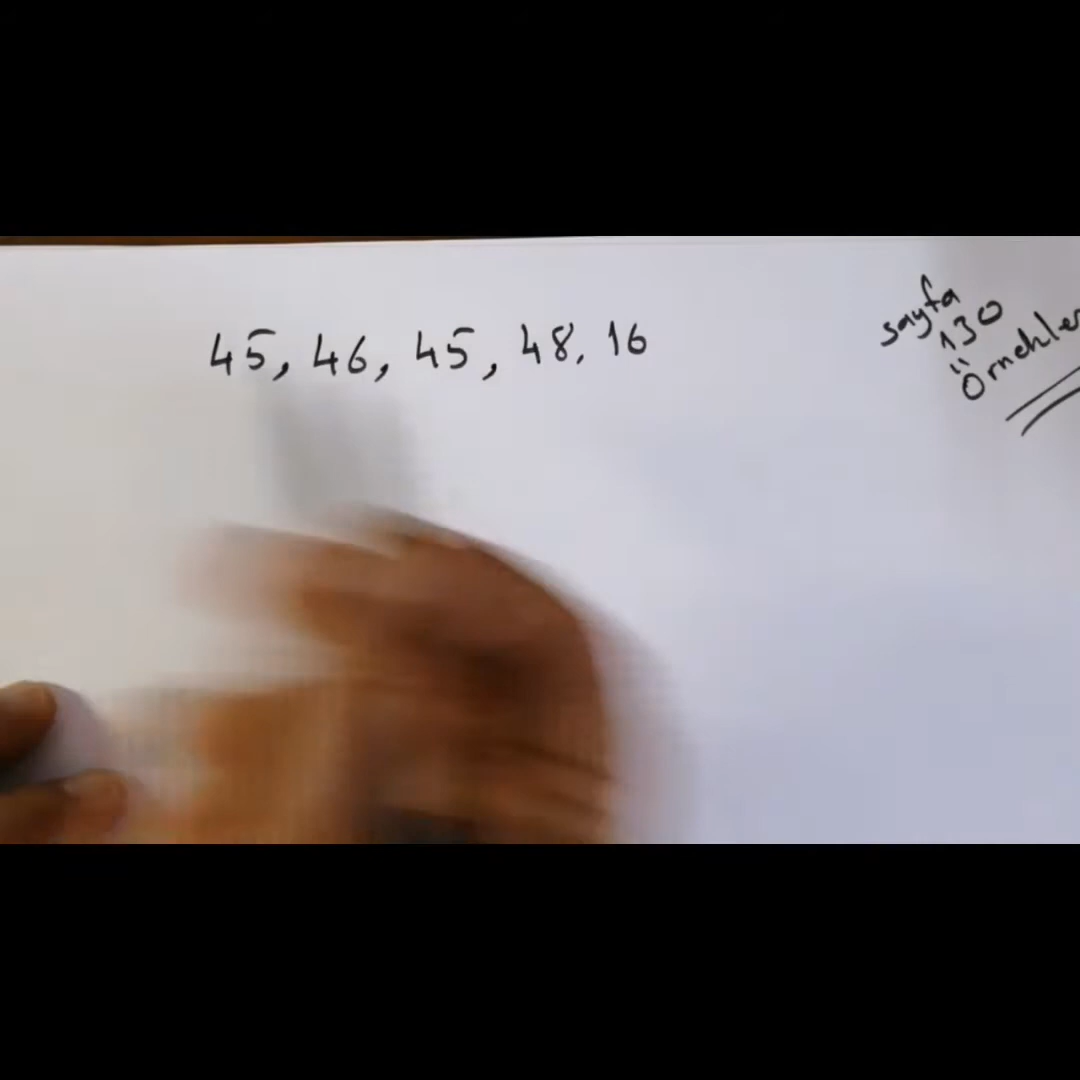 45, 46, 45, 48, 16
sayfa
130
Örnekler